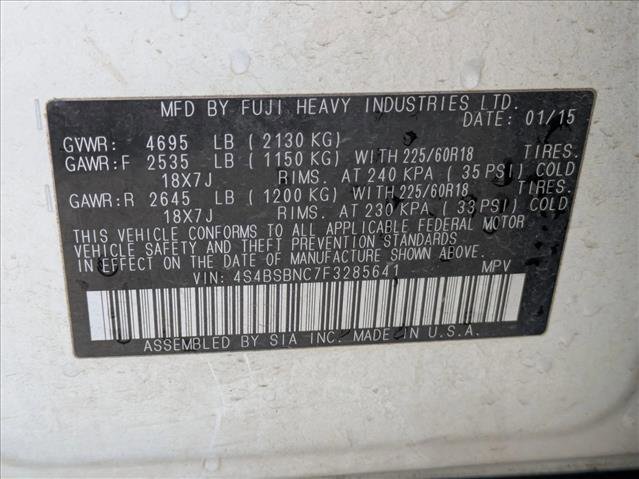 MFD BY FUJI HEAVY INDUSTRIES LTD.
DATE: 01/15
GVWR: 4695 LB ( 2130 KG)
GAWR:F 2535 LB ( 1150 KG) WITH 225/60R18 TIRES.
18X7J RIMS. AT 240 KPA ( 35 PSI) COLD
GAWR:R 2645 LB ( 1200 KG) WITH 225/60R18 TIRES.
18X7J RIMS. AT 230 KPA ( 33 PSI) COLD
THIS VEHICLE CONFORMS TO ALL APPLICABLE FEDERAL MOTOR
VEHICLE SAFETY AND THEFT PREVENTION STANDARDS
IN EFFECT ON THE DATE OF MANUFACTURE SHOWN ABOVE.
VIN: 4S4BSBNC7F3285641 MPV
ASSEMBLED BY SIA INC. MADE IN U.S.A.